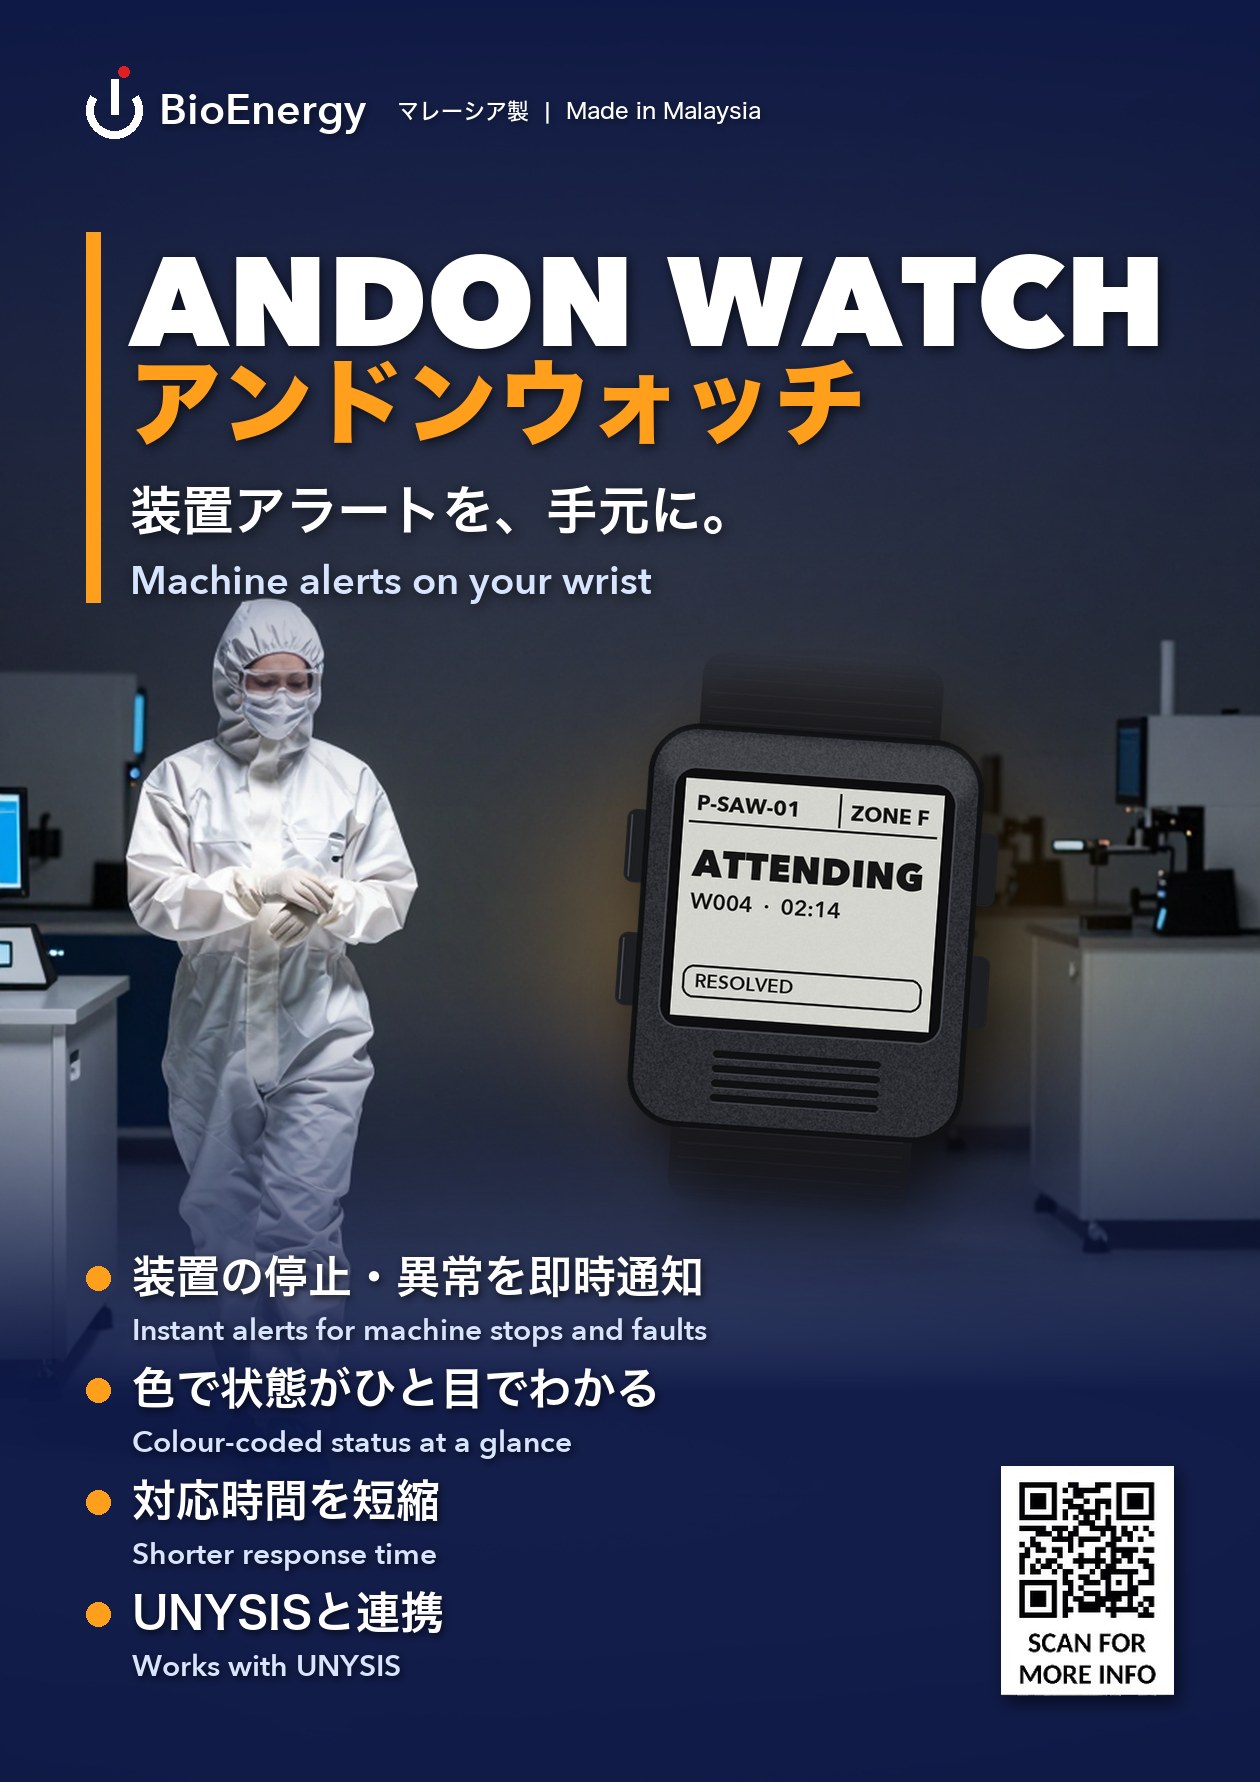 BioEnergy マレーシア製 | Made in Malaysia
ANDON WATCH
アンドンウォッチ
装置アラートを、手元に。
Machine alerts on your wrist
P-SAW-01 ZONE F
ATTENDING
W004 · 02:14
RESOLVED
装置の停止・異常を即時通知
Instant alerts for machine stops and faults
色で状態がひと目でわかる
Colour-coded status at a glance
対応時間を短縮
Shorter response time
UNYSISと連携
Works with UNYSIS
SCAN FOR
MORE INFO